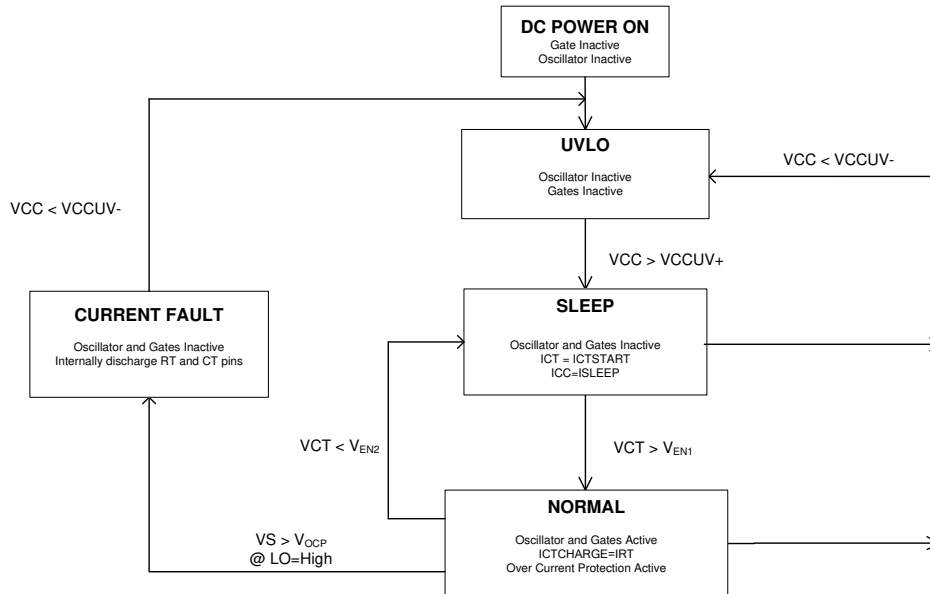 DC POWER ON
Gate Inactive
Oscillator Inactive
UVLO
Oscillator Inactive
Gates Inactive
VCC < VCCUV-
VCC < VCCUV-
VCC > VCCUV+
CURRENT FAULT
Oscillator and Gates Inactive
Internally discharge RT and CT pins
SLEEP
Oscillator and Gates Inactive
ICT = ICTSTART
ICC=ISLEEP
VCT < VEN2
VCT > VEN1
VS > VOCP
@ LO=High
NORMAL
Oscillator and Gates Active
ICTCHARGE=IRT
Over Current Protection Active